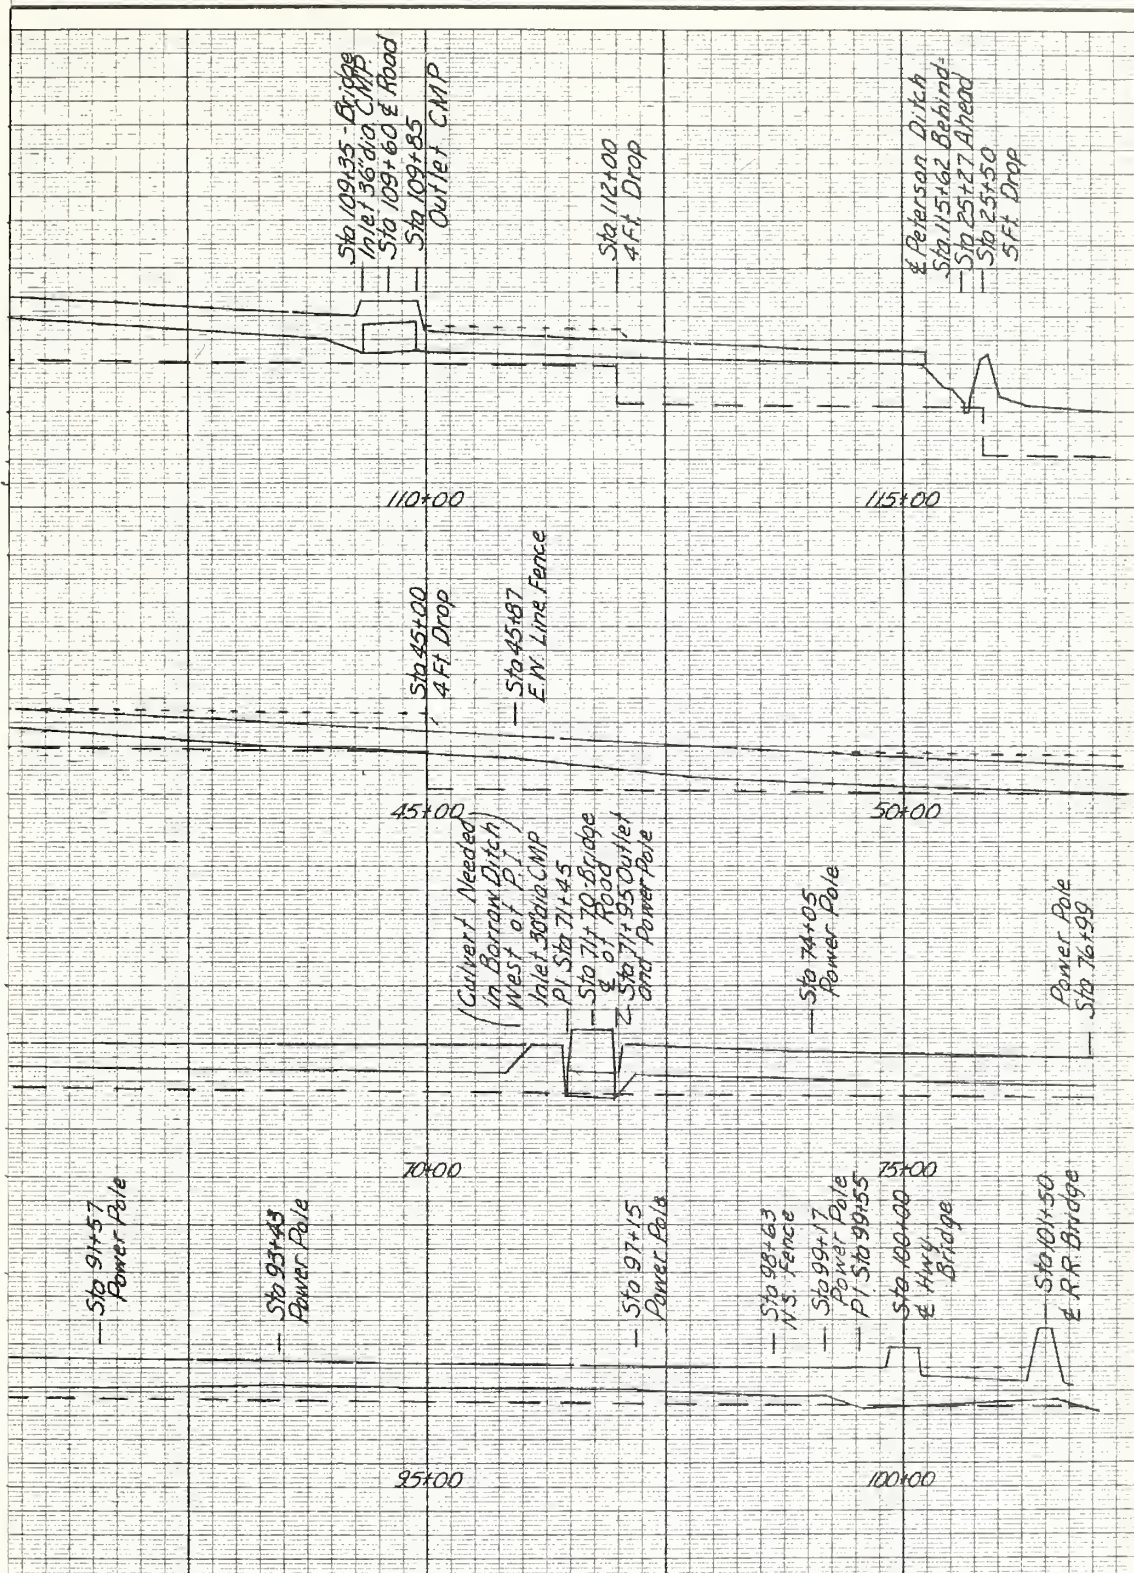 Sta 109+35 - Bridge
Inlet 36" dia. CMP
Sta 109+60 ℄ Road
Sta 109+85
Outlet CMP
Sta 112+00
4 Ft. Drop
℄ Peterson Ditch
Sta. 115+62 Behind=
Sta 25+27 Ahead
Sta 25+50
5 Ft. Drop
110+00
115+00
Sta 45+00
4 Ft. Drop
Sta 45+87
E.W. Line Fence
45+00
50+00
(Culvert Needed
in Borrow Ditch
West of P.I.)
Inlet 30" dia. CMP
PI Sta 71+45
Sta 71+70-Bridge
℄ of Road
Sta 71+95 Outlet
and Power Pole
Sta 74+05
Power Pole
Power Pole
Sta 76+99
70+00
75+00
Sta 91+57
Power Pole
Sta 93+43
Power Pole
Sta 97+15
Power Pole
Sta 98+63
N.S. Fence
Sta 99+17
Power Pole
PI Sta 99+55
Sta 100+00
℄ Hwy.
Bridge
Sta 101+50
℄ R.R. Bridge
95+00
100+00